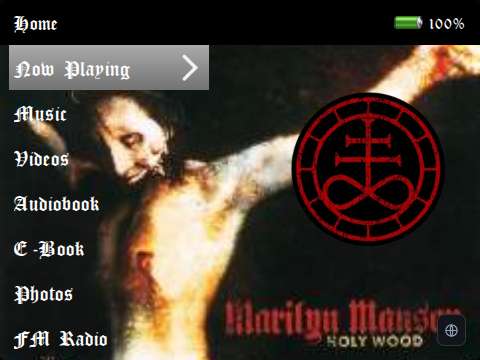 Home
100%
Now Playing
Music
Videos
Audiobook
E-Book
Photos
FM Radio
Marilyn Manson
HOLY WOOD